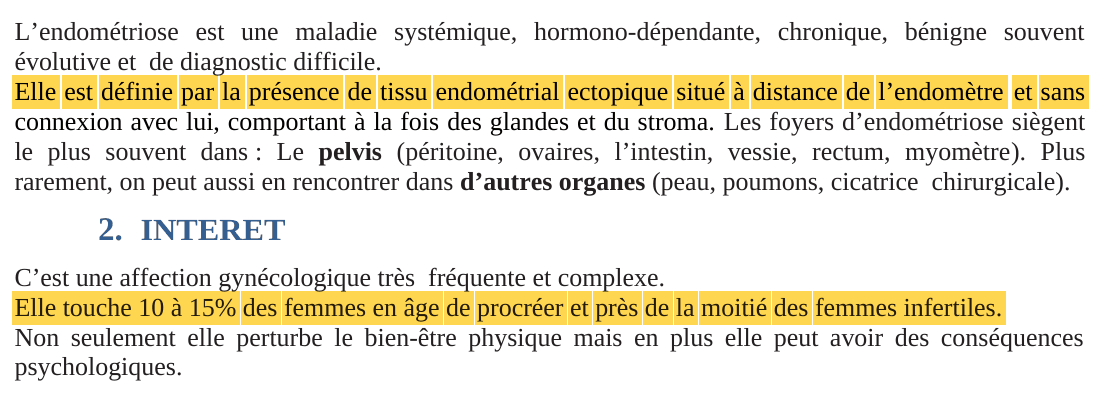 L’endométriose est une maladie systémique, hormono-dépendante, chronique, bénigne souvent
évolutive et de diagnostic difficile.
Elle est définie par la présence de tissu endométrial ectopique situé à distance de l’endomètre et sans
connexion avec lui, comportant à la fois des glandes et du stroma. Les foyers d’endométriose siègent
le plus souvent dans : Le pelvis (péritoine, ovaires, l’intestin, vessie, rectum, myomètre). Plus
rarement, on peut aussi en rencontrer dans d’autres organes (peau, poumons, cicatrice chirurgicale).
2. INTERET
C’est une affection gynécologique très fréquente et complexe.
Elle touche 10 à 15% des femmes en âge de procréer et près de la moitié des femmes infertiles.
Non seulement elle perturbe le bien-être physique mais en plus elle peut avoir des conséquences
psychologiques.